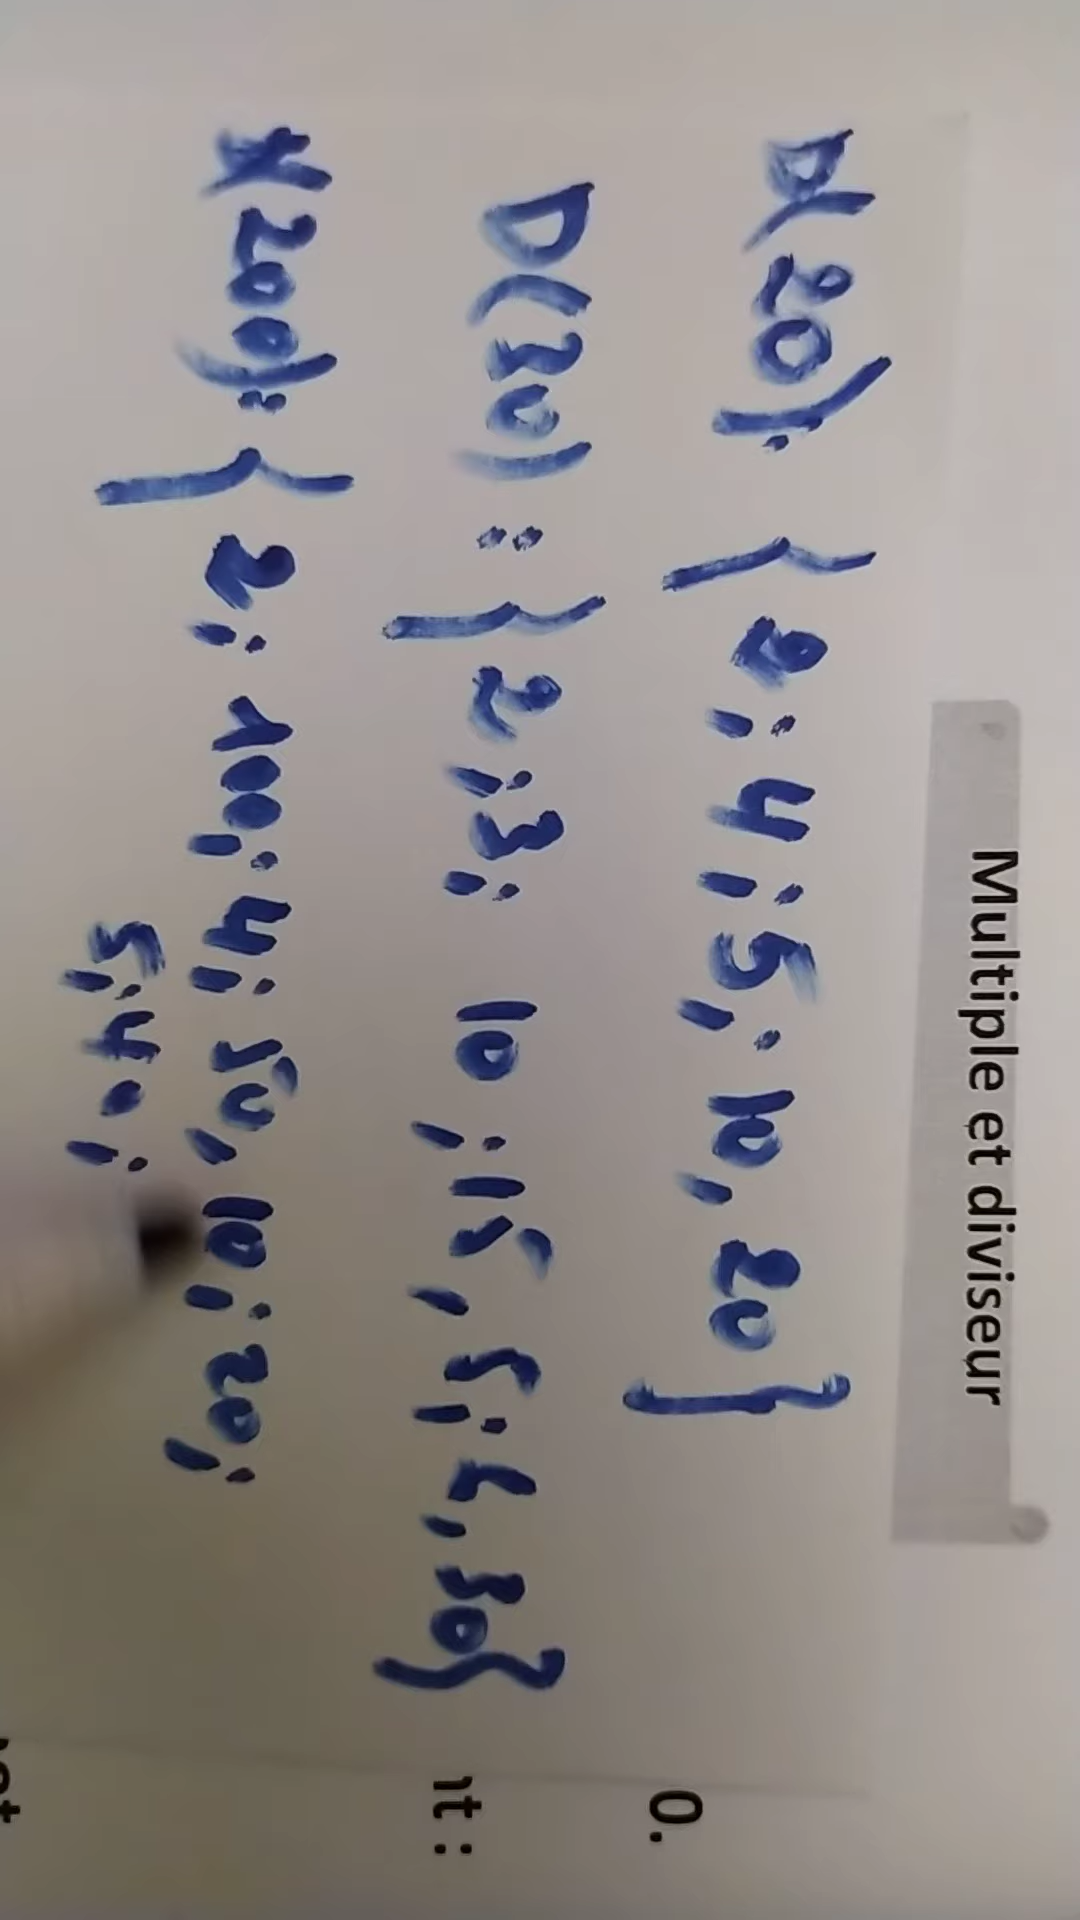 Multiple et diviseur
D(20): { 2 ; 4 ; 5 ; 10, 20 }
0.
D(30) : { 2 ; 3 ; 10 ; 15, 5 ; 6, 30 }
nt :
(200): { 2 ; 100 ; 4 ; 50, 10 ; 20 ;
5 ; 40 ;